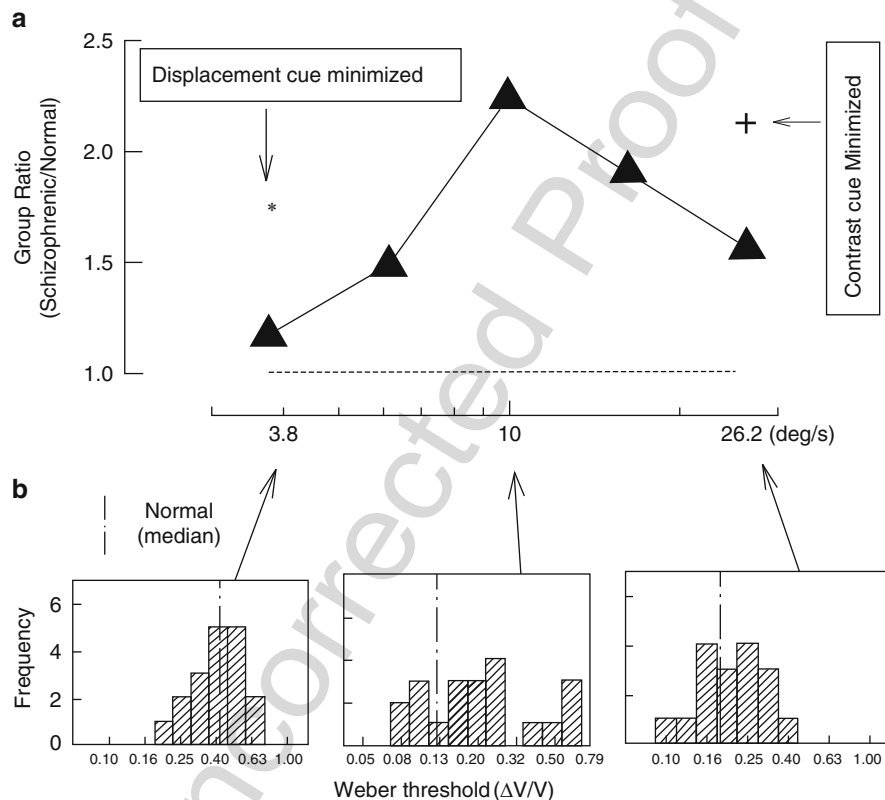 a
2.5
2.0
1.5
1.0
Group Ratio
(Schizophrenic/Normal)
Displacement cue minimized
*
+
Contrast cue Minimized
3.8 10 26.2 (deg/s)
b
Normal
(median)
Frequency
6
4
2
0
0.10 0.16 0.25 0.40 0.63 1.00
0.05 0.08 0.13 0.20 0.32 0.50 0.79
0.10 0.16 0.25 0.40 0.63 1.00
Weber threshold (ΔV/V)
Uncorrected Proof